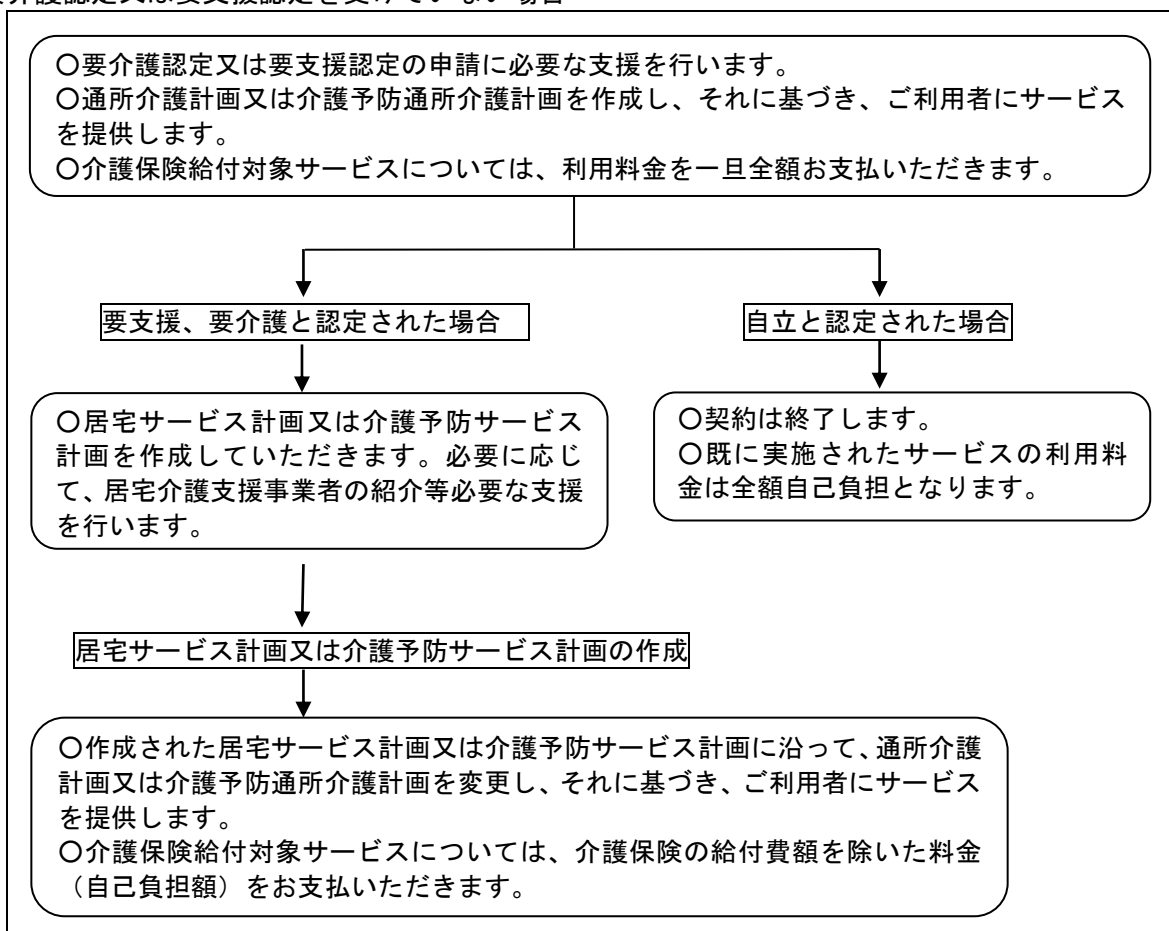 介護認定又は要支援認定を受けていない場合
〇要介護認定又は要支援認定の申請に必要な支援を行います。
〇通所介護計画又は介護予防通所介護計画を作成し、それに基づき、ご利用者にサービス
を提供します。
〇介護保険給付対象サービスについては、利用料金を一旦全額お支払いただきます。
要支援、要介護と認定された場合
自立と認定された場合
〇居宅サービス計画又は介護予防サービス
計画を作成していただきます。必要に応じ
て、居宅介護支援事業者の紹介等必要な支援
を行います。
〇契約は終了します。
〇既に実施されたサービスの利用料
金は全額自己負担となります。
居宅サービス計画又は介護予防サービス計画の作成
〇作成された居宅サービス計画又は介護予防サービス計画に沿って、通所介護
計画又は介護予防通所介護計画を変更し、それに基づき、ご利用者にサービス
を提供します。
〇介護保険給付対象サービスについては、介護保険の給付費額を除いた料金
（自己負担額）をお支払いただきます。